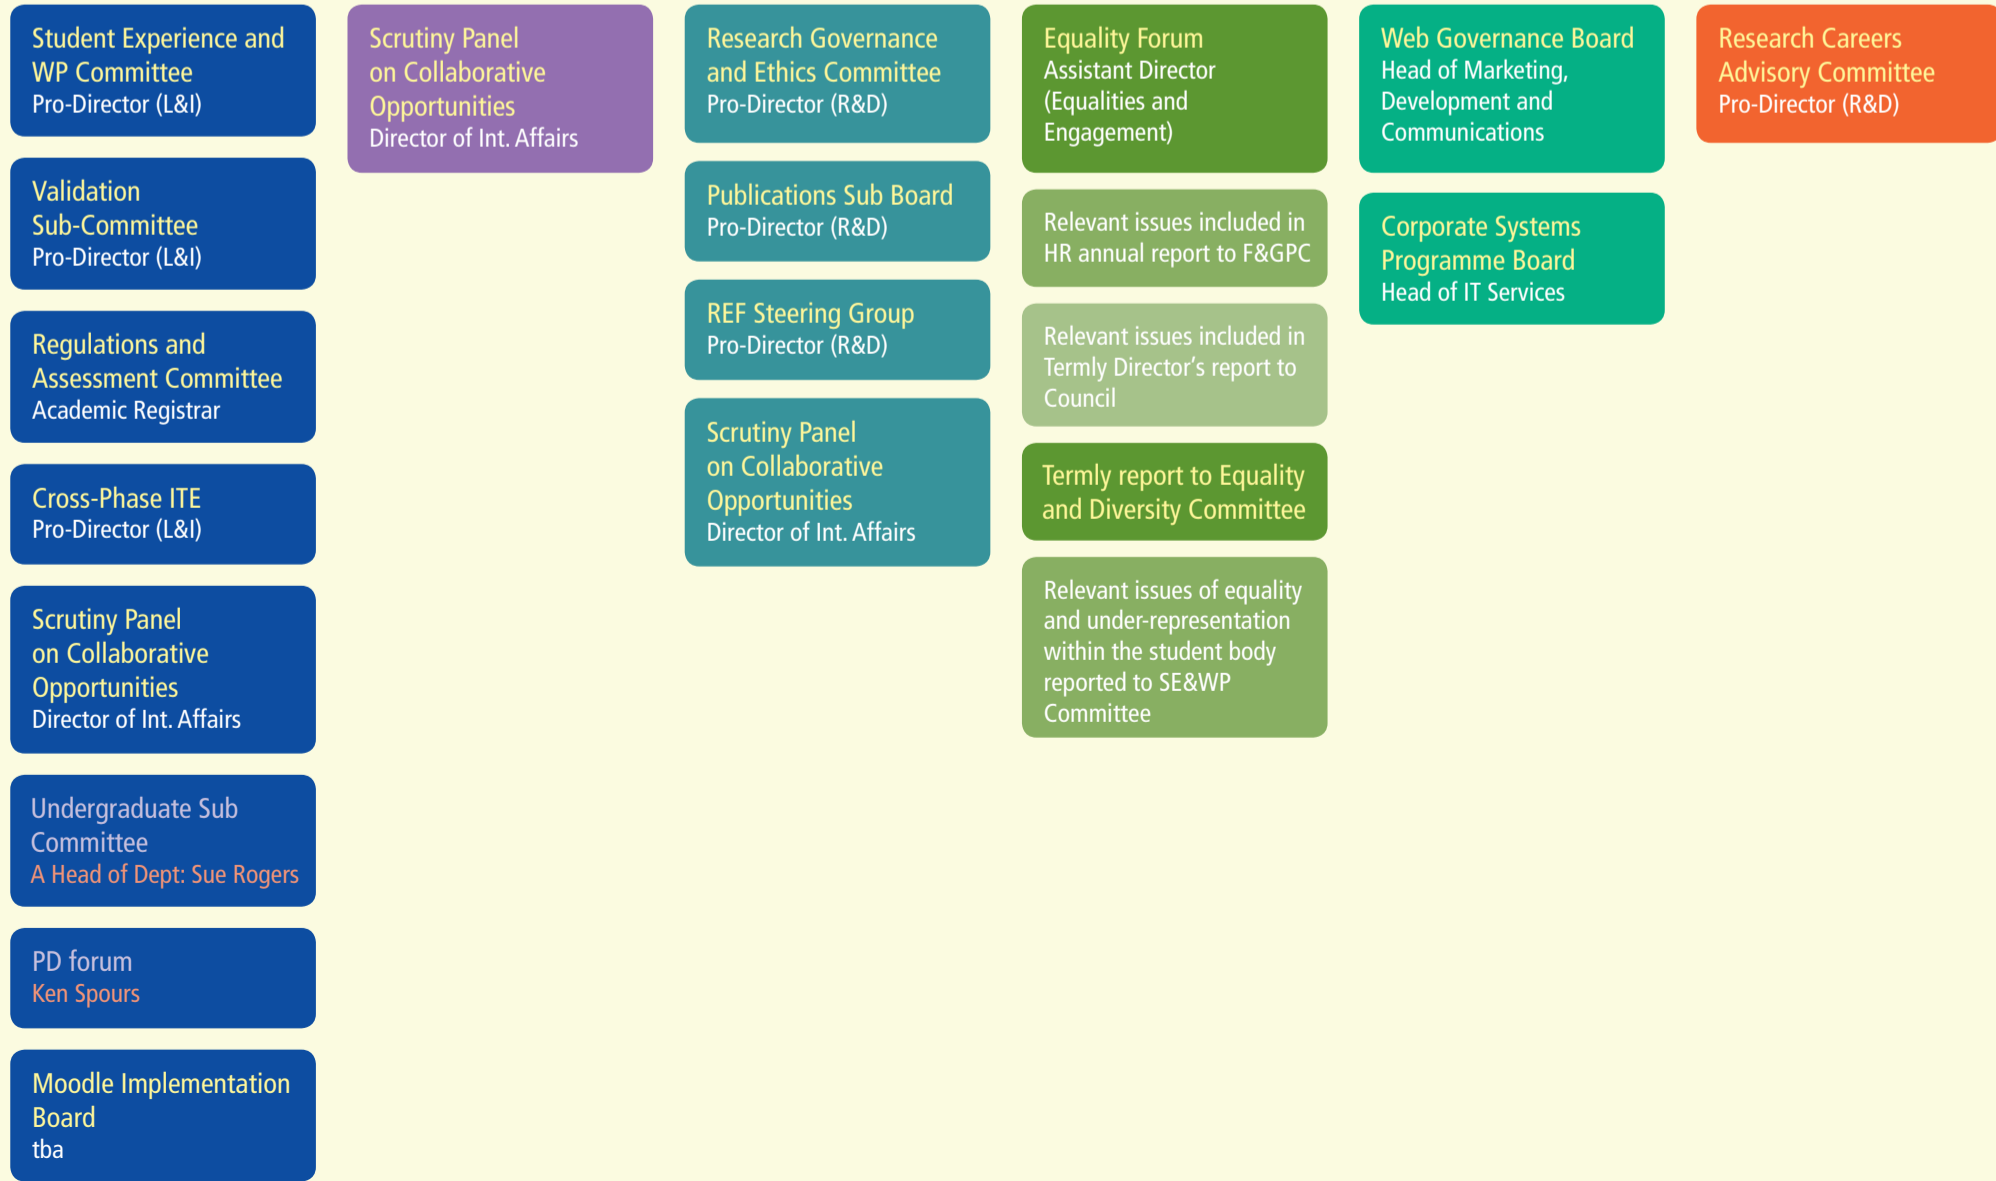 Student Experience and
WP Committee
Pro-Director (L&I)
Validation
Sub-Committee
Pro-Director (L&I)
Regulations and
Assessment Committee
Academic Registrar
Cross-Phase ITE
Pro-Director (L&I)
Scrutiny Panel
on Collaborative
Opportunities
Director of Int. Affairs
Undergraduate Sub
Committee
A Head of Dept: Sue Rogers
PD forum
Ken Spours
Moodle Implementation
Board
tba
Scrutiny Panel
on Collaborative
Opportunities
Director of Int. Affairs
Research Governance
and Ethics Committee
Pro-Director (R&D)
Publications Sub Board
Pro-Director (R&D)
REF Steering Group
Pro-Director (R&D)
Scrutiny Panel
on Collaborative
Opportunities
Director of Int. Affairs
Equality Forum
Assistant Director
(Equalities and
Engagement)
Relevant issues included in
HR annual report to F&GPC
Relevant issues included in
Termly Director’s report to
Council
Termly report to Equality
and Diversity Committee
Relevant issues of equality
and under-representation
within the student body
reported to SE&WP
Committee
Web Governance Board
Head of Marketing,
Development and
Communications
Corporate Systems
Programme Board
Head of IT Services
Research Careers
Advisory Committee
Pro-Director (R&D)